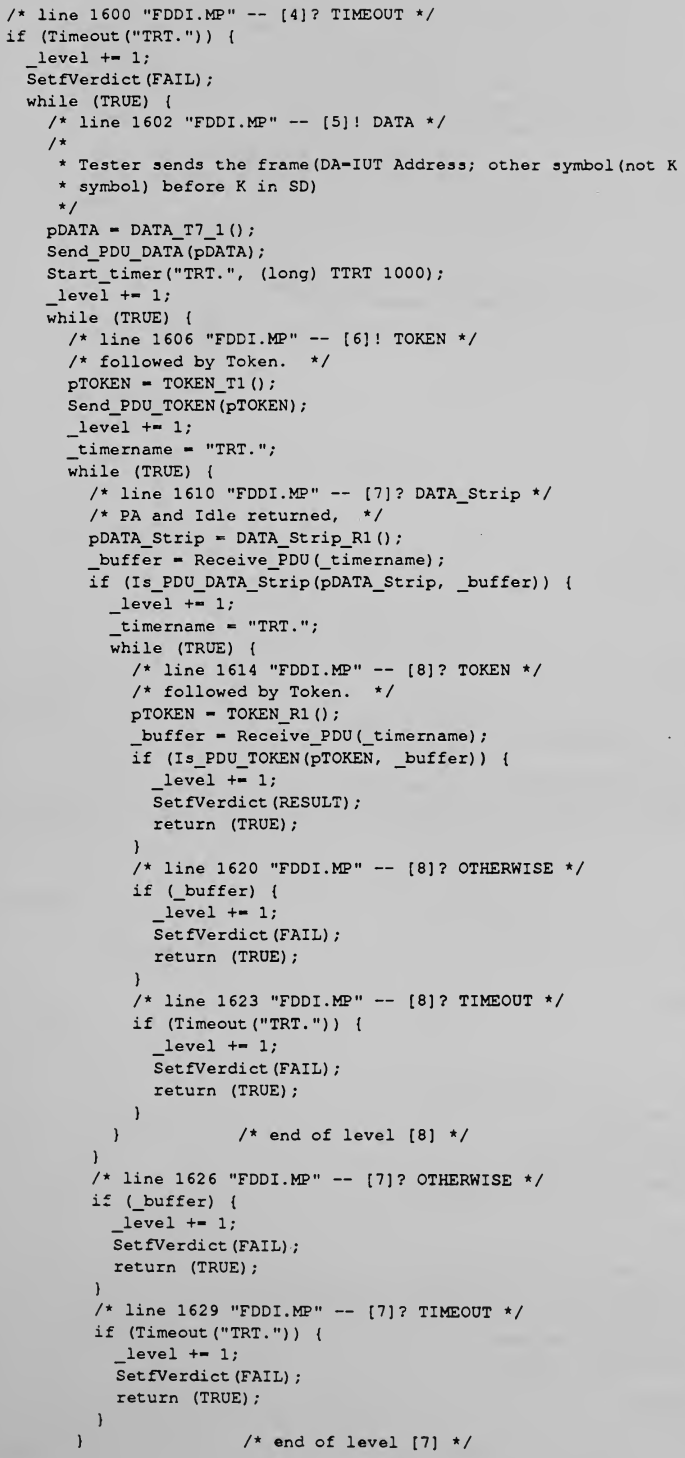 /* line 1600 "FDDI.MP" -- [4]? TIMEOUT */
if (Timeout("TRT.")) {
_level += 1;
SetfVerdict(FAIL);
while (TRUE) {
/* line 1602 "FDDI.MP" -- [5]! DATA */
/*
* Tester sends the frame(DA=IUT Address; other symbol(not K
* symbol) before K in SD)
*/
pDATA = DATA_T7_1();
Send_PDU_DATA(pDATA);
Start_timer("TRT.", (long) TTRT 1000);
_level += 1;
while (TRUE) {
/* line 1606 "FDDI.MP" -- [6]! TOKEN */
/* followed by Token. */
pTOKEN = TOKEN_T1();
Send_PDU_TOKEN(pTOKEN);
_level += 1;
_timername = "TRT.";
while (TRUE) {
/* line 1610 "FDDI.MP" -- [7]? DATA_Strip */
/* PA and Idle returned, */
pDATA_Strip = DATA_Strip_R1();
_buffer = Receive_PDU(_timername);
if (Is_PDU_DATA_Strip(pDATA_Strip, _buffer)) {
_level += 1;
_timername = "TRT.";
while (TRUE) {
/* line 1614 "FDDI.MP" -- [8]? TOKEN */
/* followed by Token. */
pTOKEN = TOKEN_R1();
_buffer = Receive_PDU(_timername);
if (Is_PDU_TOKEN(pTOKEN, _buffer)) {
_level += 1;
SetfVerdict(RESULT);
return (TRUE);
}
/* line 1620 "FDDI.MP" -- [8]? OTHERWISE */
if (_buffer) {
_level += 1;
SetfVerdict(FAIL);
return (TRUE);
}
/* line 1623 "FDDI.MP" -- [8]? TIMEOUT */
if (Timeout("TRT.")) {
_level += 1;
SetfVerdict(FAIL);
return (TRUE);
}
} /* end of level [8] */
}
/* line 1626 "FDDI.MP" -- [7]? OTHERWISE */
if (_buffer) {
_level += 1;
SetfVerdict(FAIL);
return (TRUE);
}
/* line 1629 "FDDI.MP" -- [7]? TIMEOUT */
if (Timeout("TRT.")) {
_level += 1;
SetfVerdict(FAIL);
return (TRUE);
}
} /* end of level [7] */